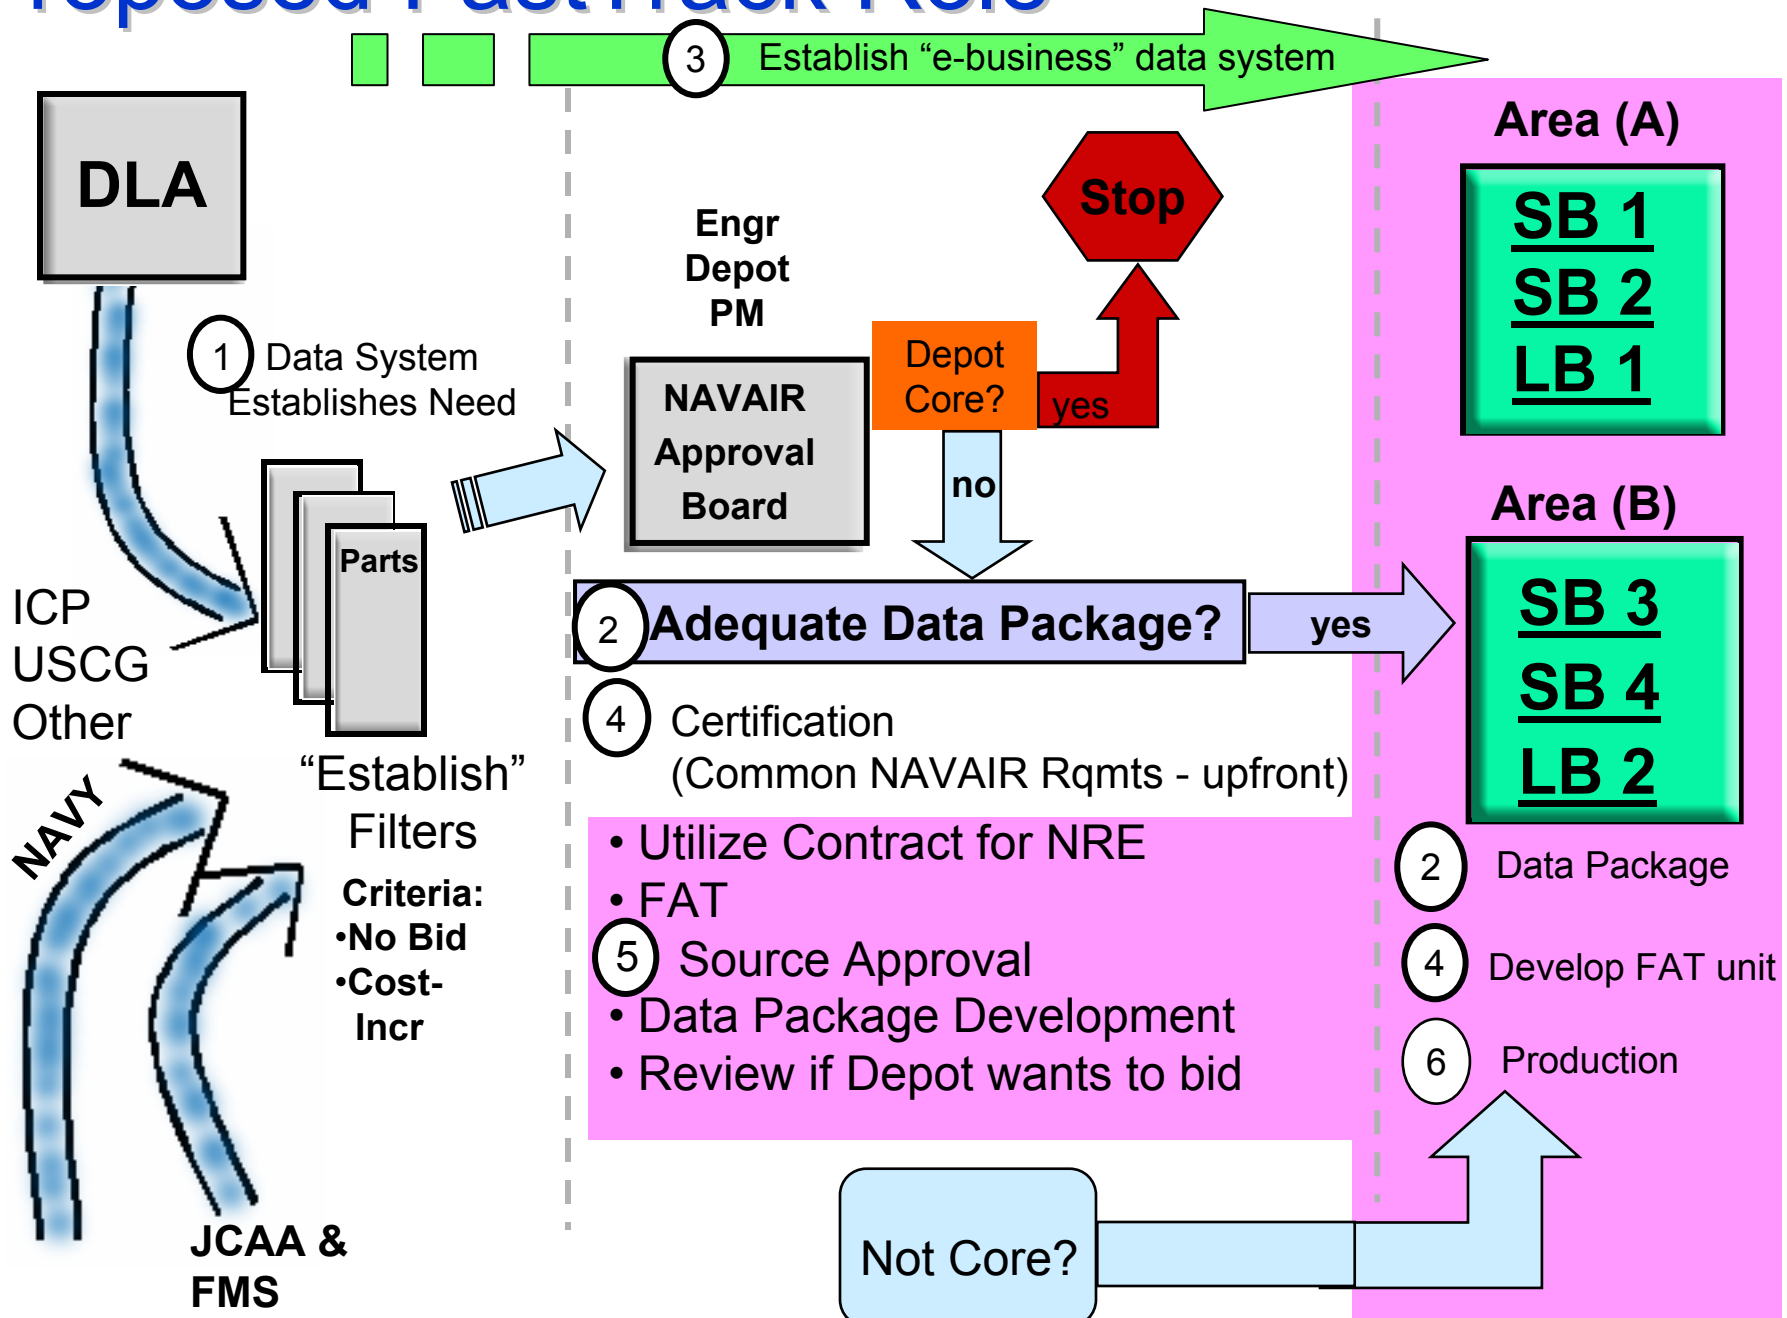 Proposed FastTrack Role
3 Establish “e-business” data system
DLA
1 Data System
Establishes Need
ICP
USCG
Other
NAVY
JCAA &
FMS
Parts
“Establish”
Filters
Criteria:
•No Bid
•Cost-
Incr
Engr
Depot
PM
NAVAIR
Approval
Board
Depot
Core?
yes
Stop
no
2 Adequate Data Package?
yes
4 Certification
(Common NAVAIR Rqmts - upfront)
• Utilize Contract for NRE
• FAT
5 Source Approval
• Data Package Development
• Review if Depot wants to bid
Not Core?
Area (A)
SB 1
SB 2
LB 1
Area (B)
SB 3
SB 4
LB 2
2 Data Package
4 Develop FAT unit
6 Production